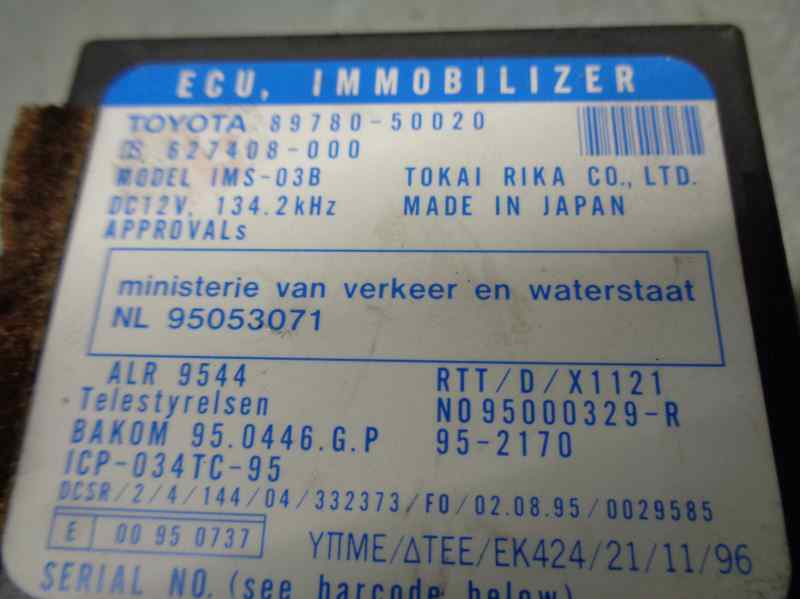 ECU, IMMOBILIZER
TOYOTA 89780-50020
DS 627408-000
MODEL IMS-03B TOKAI RIKA CO., LTD.
DC12V, 134.2kHz MADE IN JAPAN
APPROVALs
ministerie van verkeer en waterstaat
NL 95053071
ALR 9544 RTT/D/X1121
Telestyrelsen NO95000329-R
BAKOM 95.0446.G.P 95-2170
ICP-034TC-95
DCSR/2/4/144/04/332373/FO/02.08.95/0029585
E 00 95 0737 ΥΠΜΕ/ΔΤΕΕ/ΕΚ424/21/11/96
SERIAL NO. (see barcode below)